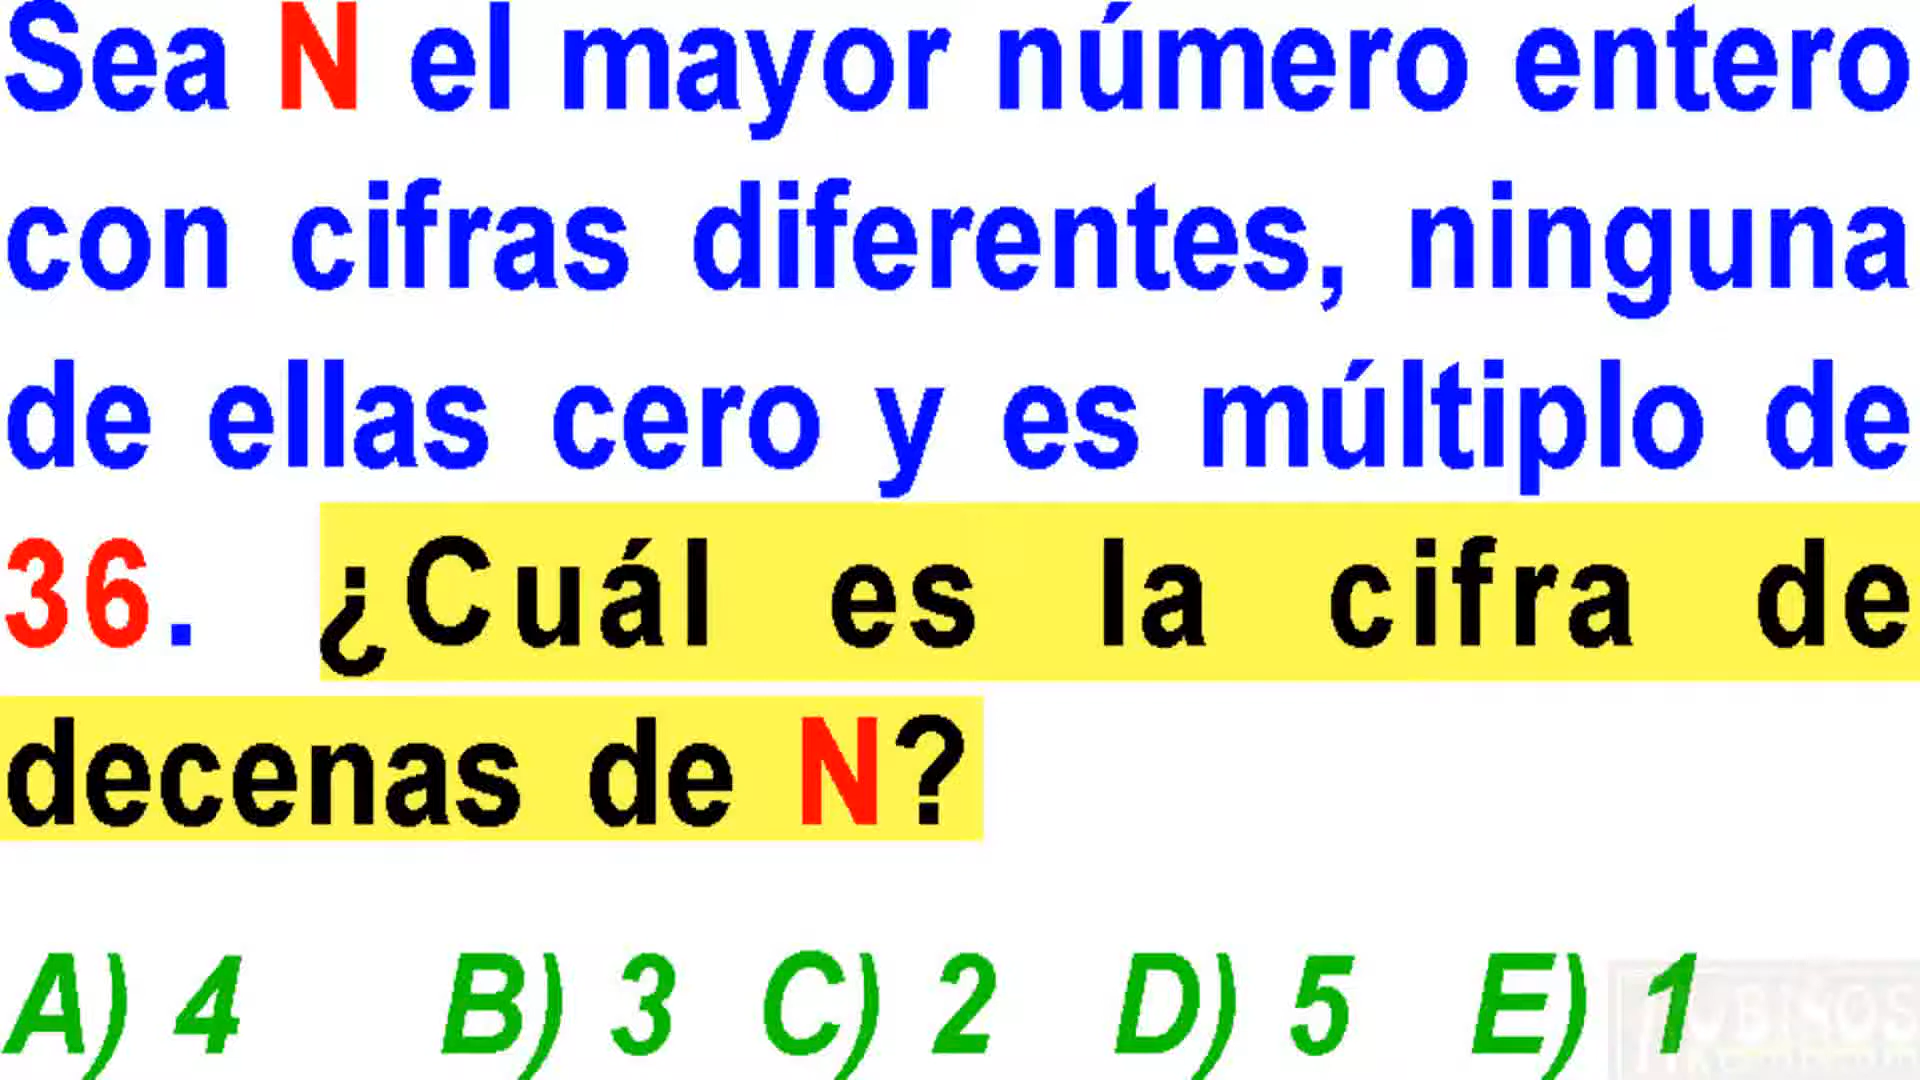 Sea N el mayor número entero
con cifras diferentes, ninguna
de ellas cero y es múltiplo de
36. ¿Cuál es la cifra de
decenas de N?
A) 4 B) 3 C) 2 D) 5 E) 1